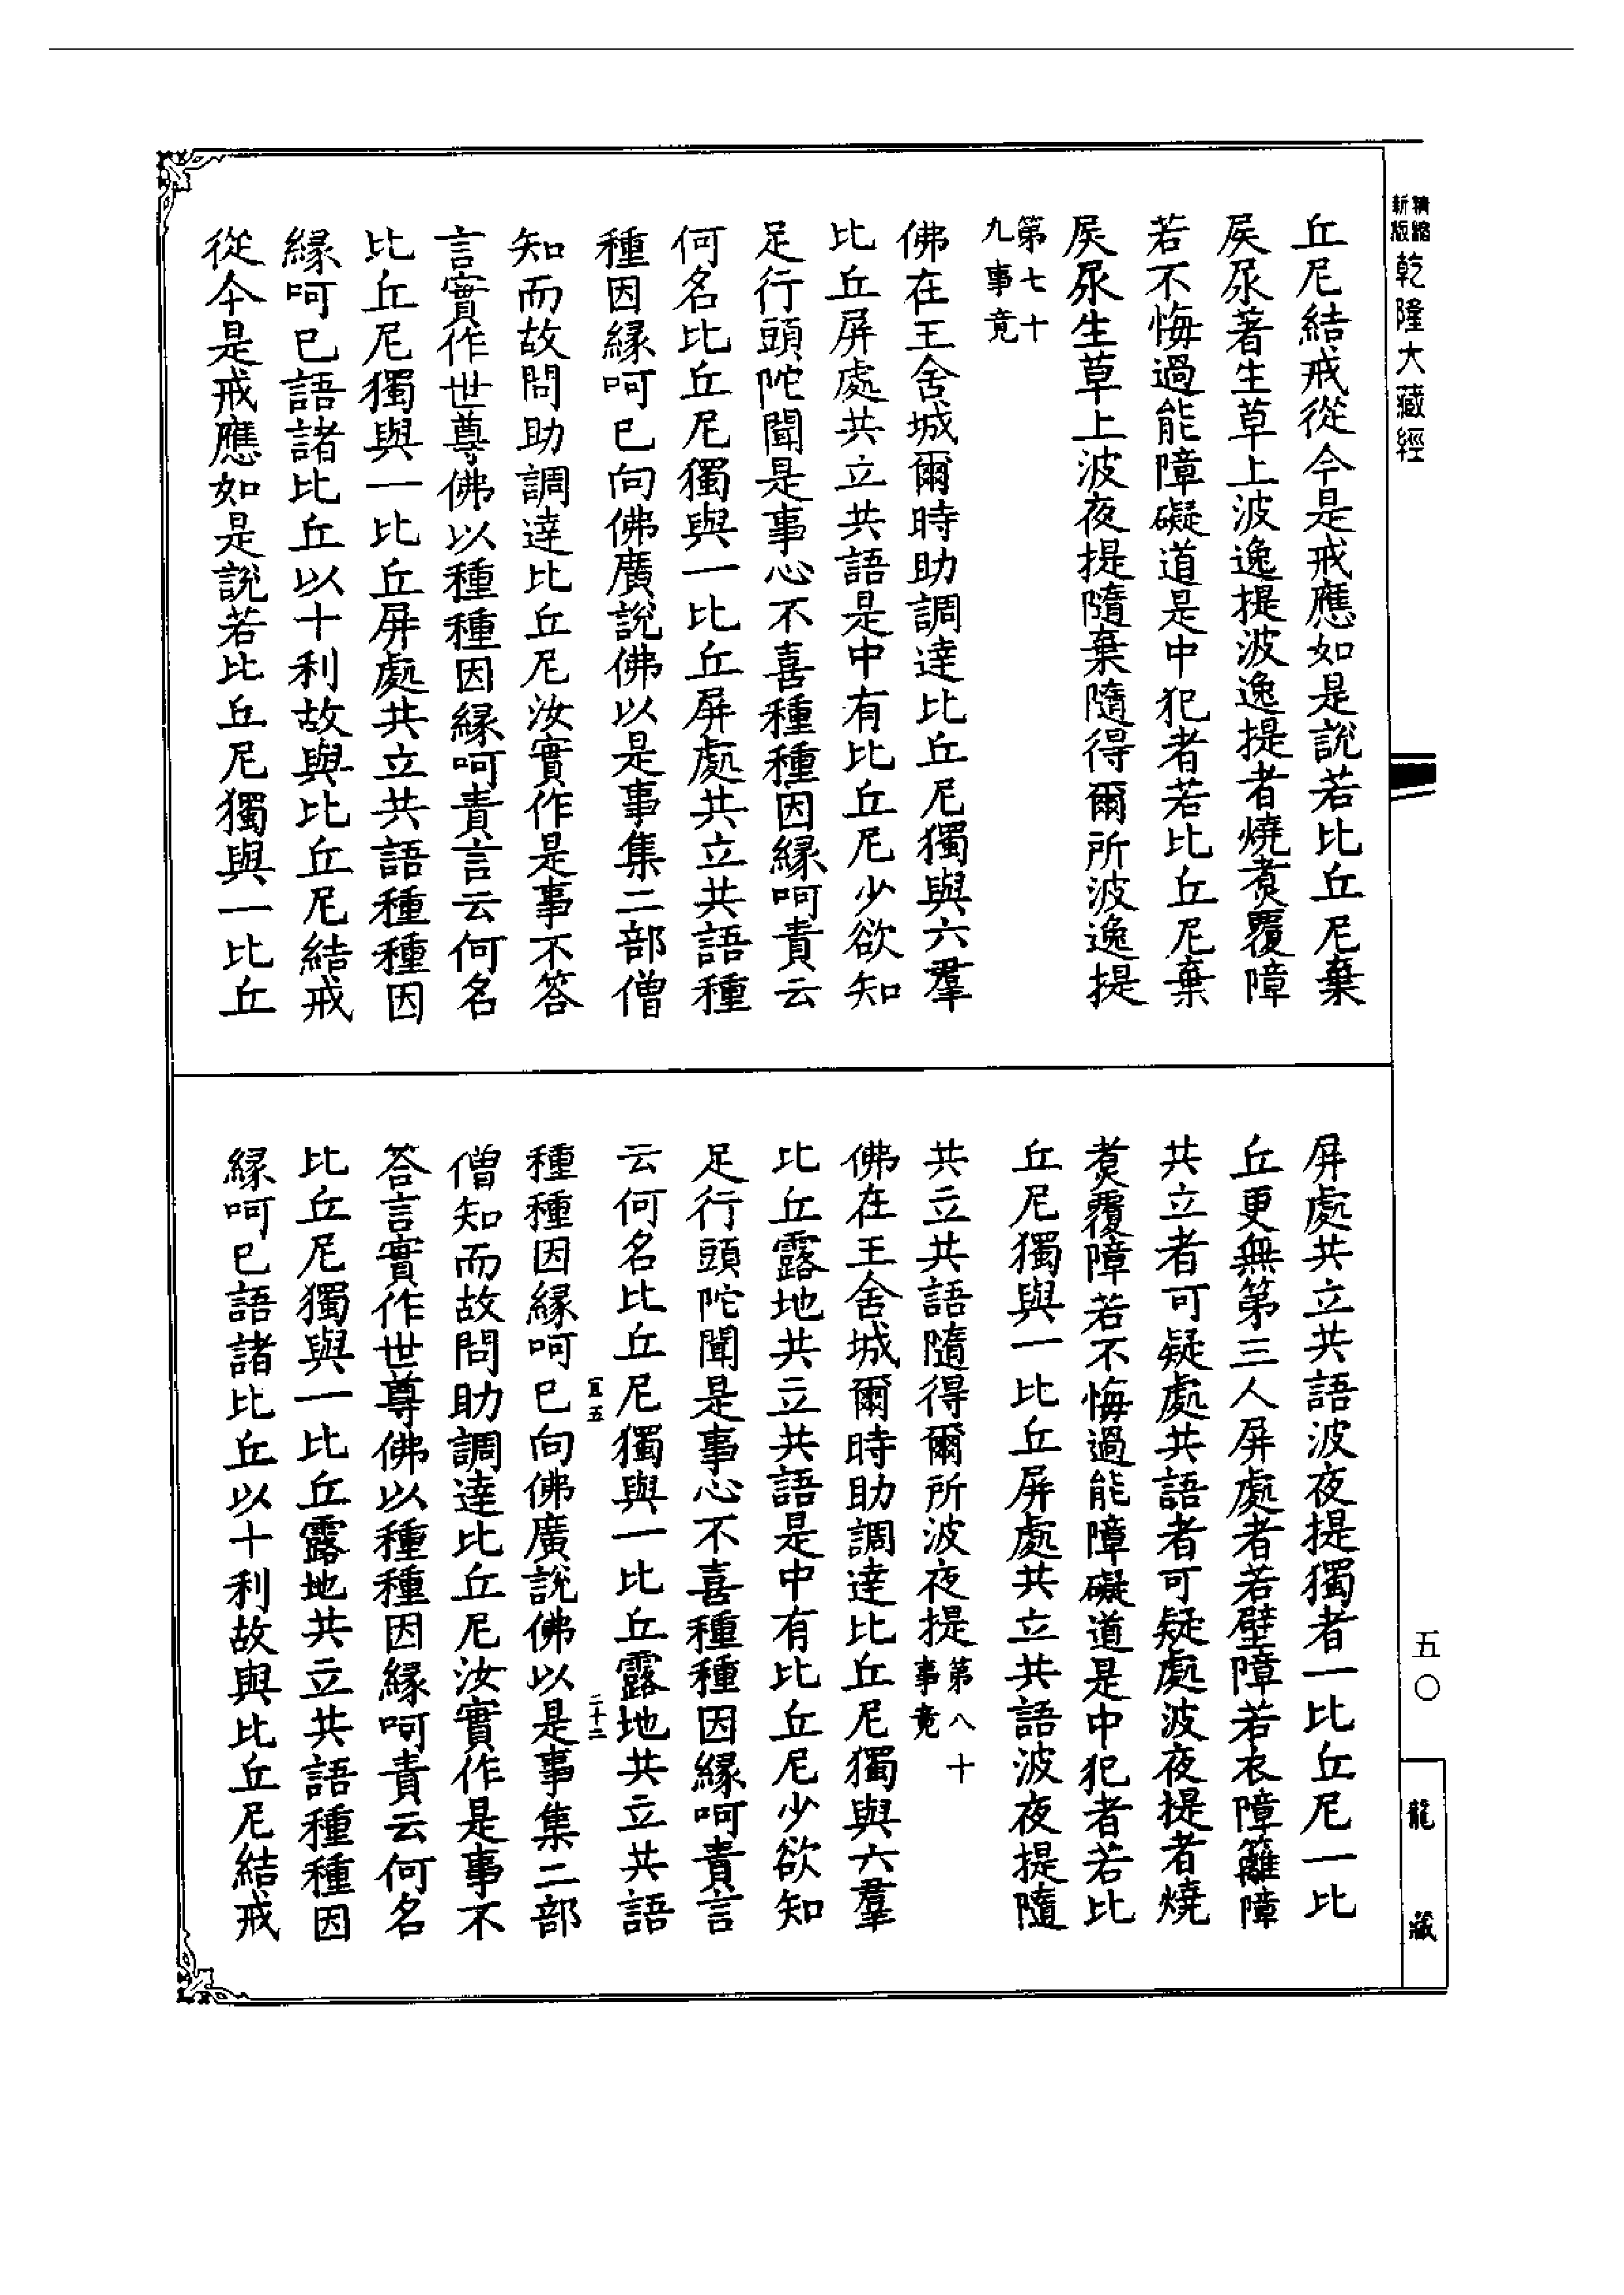 精縮新版乾隆大藏經
丘尼結戒從今是戒應如是說若比丘尼棄
屎尿著生草上波逸提波逸提者燒煑覆障
若不悔過能障礙道是中犯者若比丘尼棄
屎尿生草上波夜提隨棄隨得爾所波逸提
第七十
九事竟
佛在王舍城爾時助調達比丘尼獨與六羣
比丘屏處共立共語是中有比丘尼少欲知
足行頭陀聞是事心不喜種種因緣呵責云
何名比丘尼獨與一比丘屏處共立共語種
種因緣呵已向佛廣說佛以是事集二部僧
知而故問助調達比丘尼汝實作是事不答
言實作世尊佛以種種因緣呵責言云何名
比丘尼獨與一比丘屏處共立共語種種因
緣呵已語諸比丘以十利故與比丘尼結戒
從今是戒應如是說若比丘尼獨與一比丘
屏處共立共語波夜提獨者一比丘尼一比
丘更無第三人屏處者若壁障若衣障籬障
共立者可疑處共語者可疑處波夜提者燒
煑覆障若不悔過能障礙道是中犯者若比
丘尼獨與一比丘屏處共立共語波夜提隨
共立共語隨得爾所波夜提第八十事竟
佛在王舍城爾時助調達比丘尼獨與六羣
比丘露地共立共語是中有比丘尼少欲知
足行頭陀聞是事心不喜種種因緣呵責言
云何名比丘尼獨與一比丘露地共立共語
宜五 二十二
種種因緣呵已向佛廣說佛以是事集二部
僧知而故問助調達比丘尼汝實作是事不
答言實作世尊佛以種種因緣呵責云何名
比丘尼獨與一比丘露地共立共語種種因
緣呵已語諸比丘以十利故與比丘尼結戒
五〇
龍藏